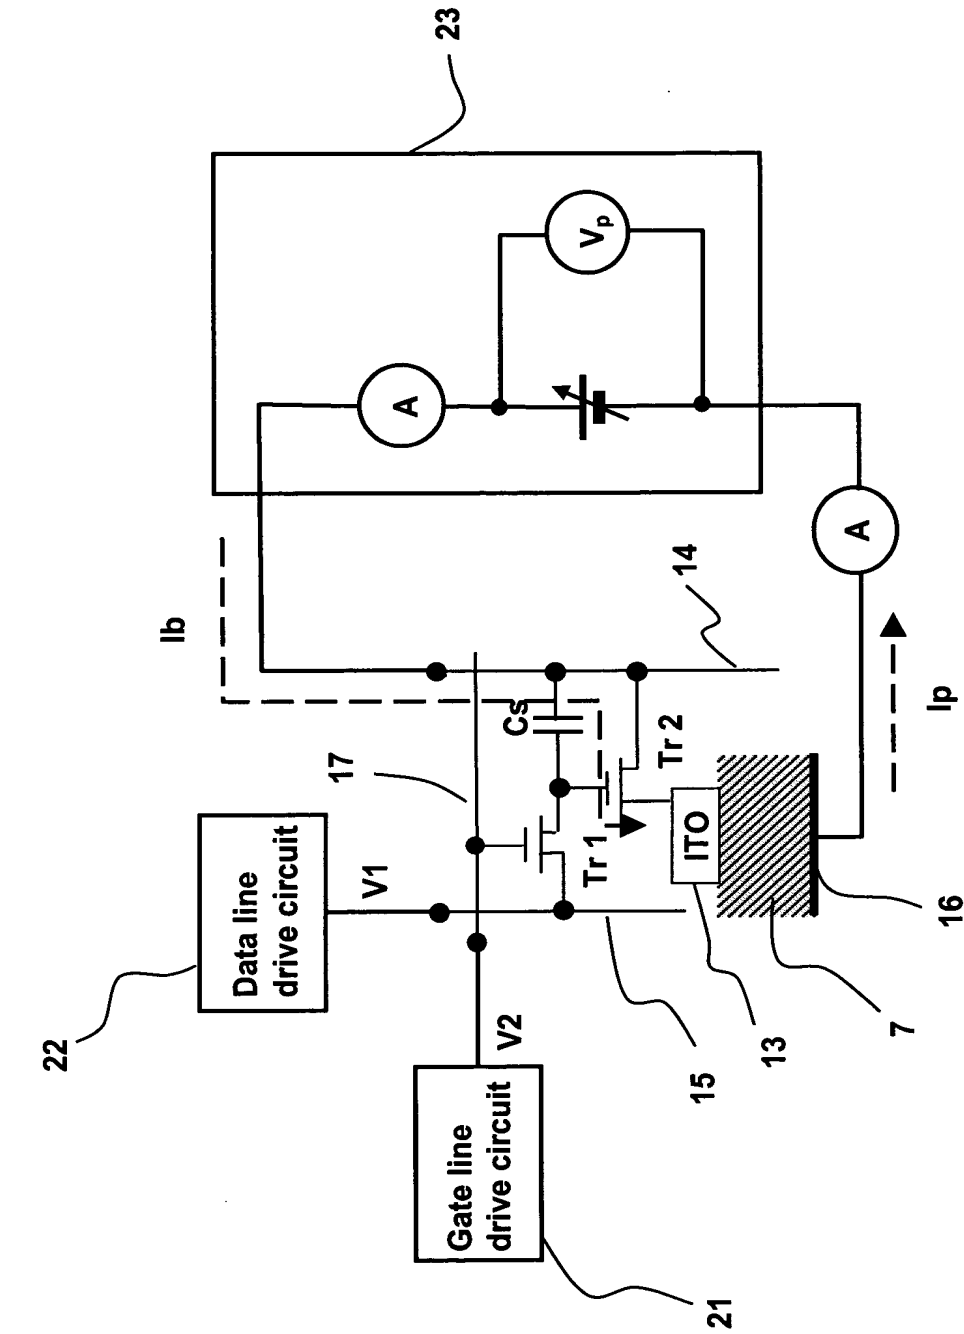 23
V p
A
A
14
Ib
Ip
Cs
17
Tr 2
Tr 1
ITO
V1
Data line
drive circuit
16
22
V2
7
13
15
Gate line
drive circuit
21